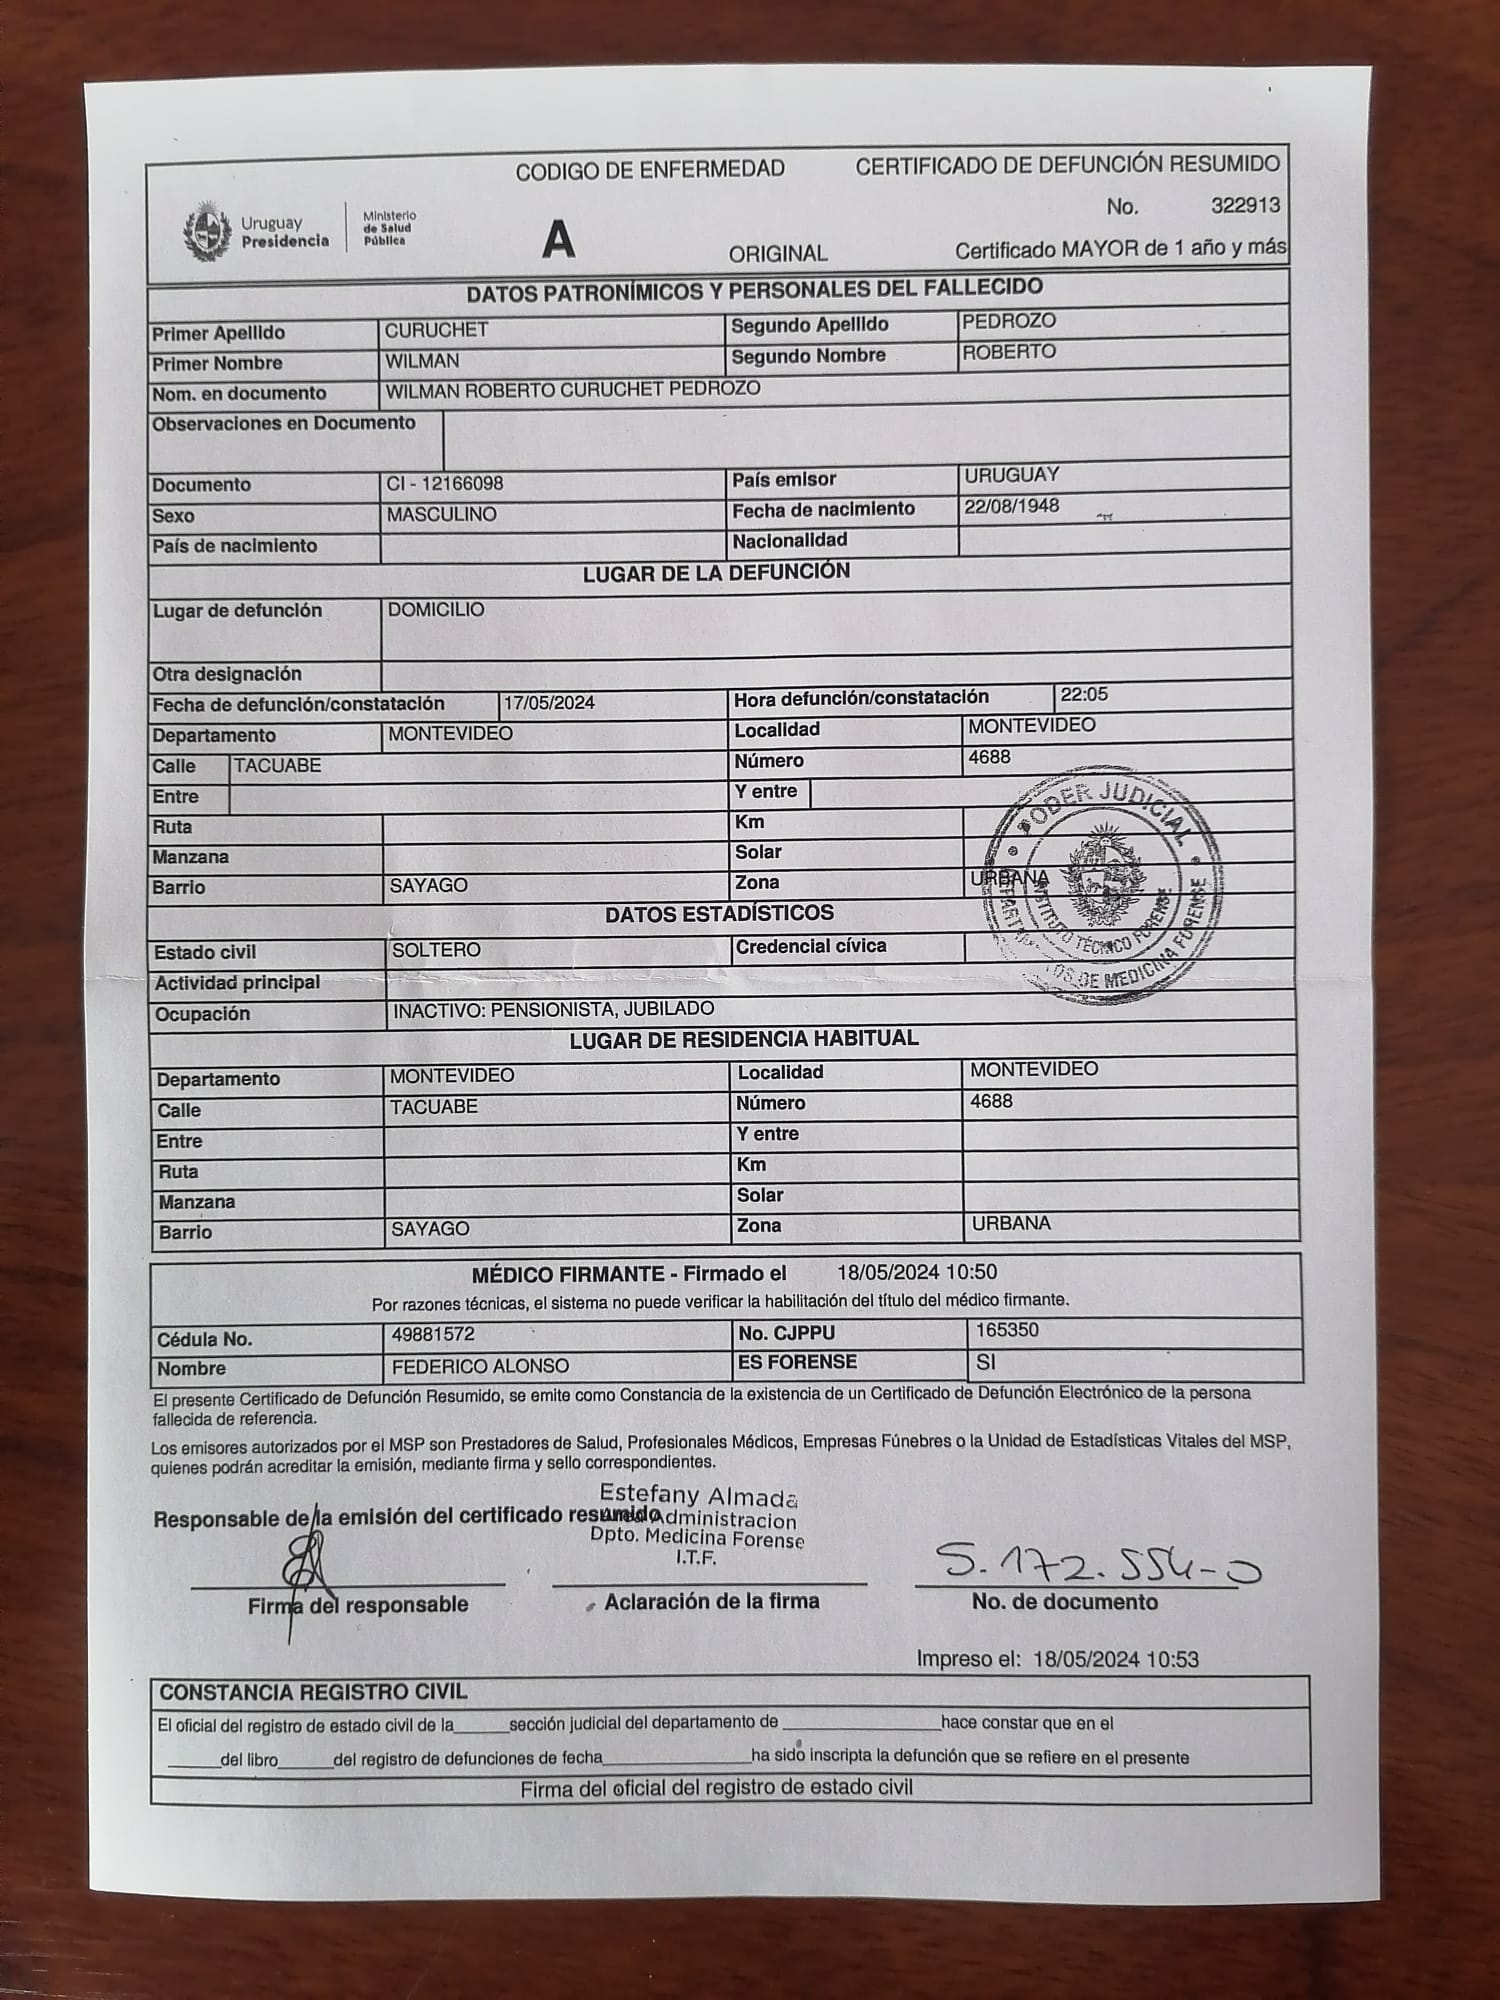 CODIGO DE ENFERMEDAD CERTIFICADO DE DEFUNCIÓN RESUMIDO
Uruguay Presidencia Ministerio de Salud Pública
A
No. 322913
ORIGINAL Certificado MAYOR de 1 año y más
DATOS PATRONÍMICOS Y PERSONALES DEL FALLECIDO
Primer Apellido CURUCHET Segundo Apellido PEDROZO
Primer Nombre WILMAN Segundo Nombre ROBERTO
Nom. en documento WILMAN ROBERTO CURUCHET PEDROZO
Observaciones en Documento
Documento CI - 12166098 País emisor URUGUAY
Sexo MASCULINO Fecha de nacimiento 22/08/1948
País de nacimiento Nacionalidad
LUGAR DE LA DEFUNCIÓN
Lugar de defunción DOMICILIO
Otra designación
Fecha de defunción/constatación 17/05/2024 Hora defunción/constatación 22:05
Departamento MONTEVIDEO Localidad MONTEVIDEO
Calle TACUABE Número 4688
Entre Y entre
Ruta Km
Manzana Solar
Barrio SAYAGO Zona URBANA
PODER JUDICIAL
INSTITUTO TÉCNICO FORENSE
DE MEDICINA FORENSE
DATOS ESTADÍSTICOS
Estado civil SOLTERO Credencial cívica
Actividad principal
Ocupación INACTIVO: PENSIONISTA, JUBILADO
LUGAR DE RESIDENCIA HABITUAL
Departamento MONTEVIDEO Localidad MONTEVIDEO
Calle TACUABE Número 4688
Entre Y entre
Ruta Km
Manzana Solar
Barrio SAYAGO Zona URBANA
MÉDICO FIRMANTE - Firmado el 18/05/2024 10:50
Por razones técnicas, el sistema no puede verificar la habilitación del título del médico firmante.
Cédula No. 49881572 No. CJPPU 165350
Nombre FEDERICO ALONSO ES FORENSE SI
El presente Certificado de Defunción Resumido, se emite como Constancia de la existencia de un Certificado de Defunción Electrónico de la persona
fallecida de referencia.
Los emisores autorizados por el MSP son Prestadores de Salud, Profesionales Médicos, Empresas Fúnebres o la Unidad de Estadísticas Vitales del MSP,
quienes podrán acreditar la emisión, mediante firma y sello correspondientes.
Estefany Almada
Responsable de la emisión del certificado resumido Administracion
Dpto. Medicina Forense
I.T.F.
5.172.554-0
Firma del responsable Aclaración de la firma No. de documento
Impreso el: 18/05/2024 10:53
CONSTANCIA REGISTRO CIVIL
El oficial del registro de estado civil de la______sección judicial del departamento de ________________hace constar que en el
______del libro______del registro de defunciones de fecha________________ha sido inscripta la defunción que se refiere en el presente
Firma del oficial del registro de estado civil